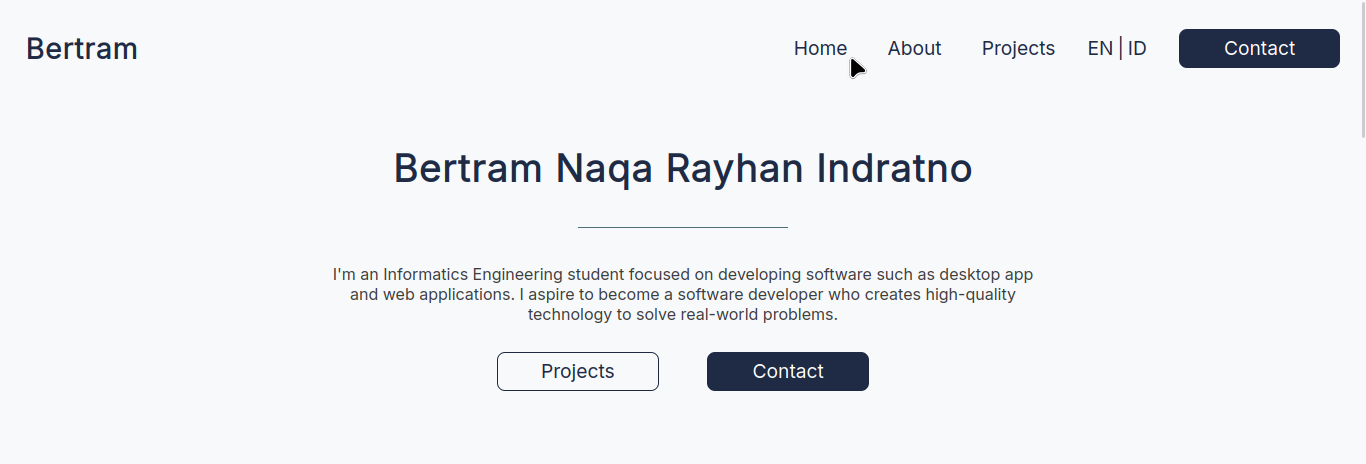 Bertram
Home About Projects EN | ID Contact
Bertram Naqa Rayhan Indratno
I'm an Informatics Engineering student focused on developing software such as desktop app
and web applications. I aspire to become a software developer who creates high-quality
technology to solve real-world problems.
Projects Contact